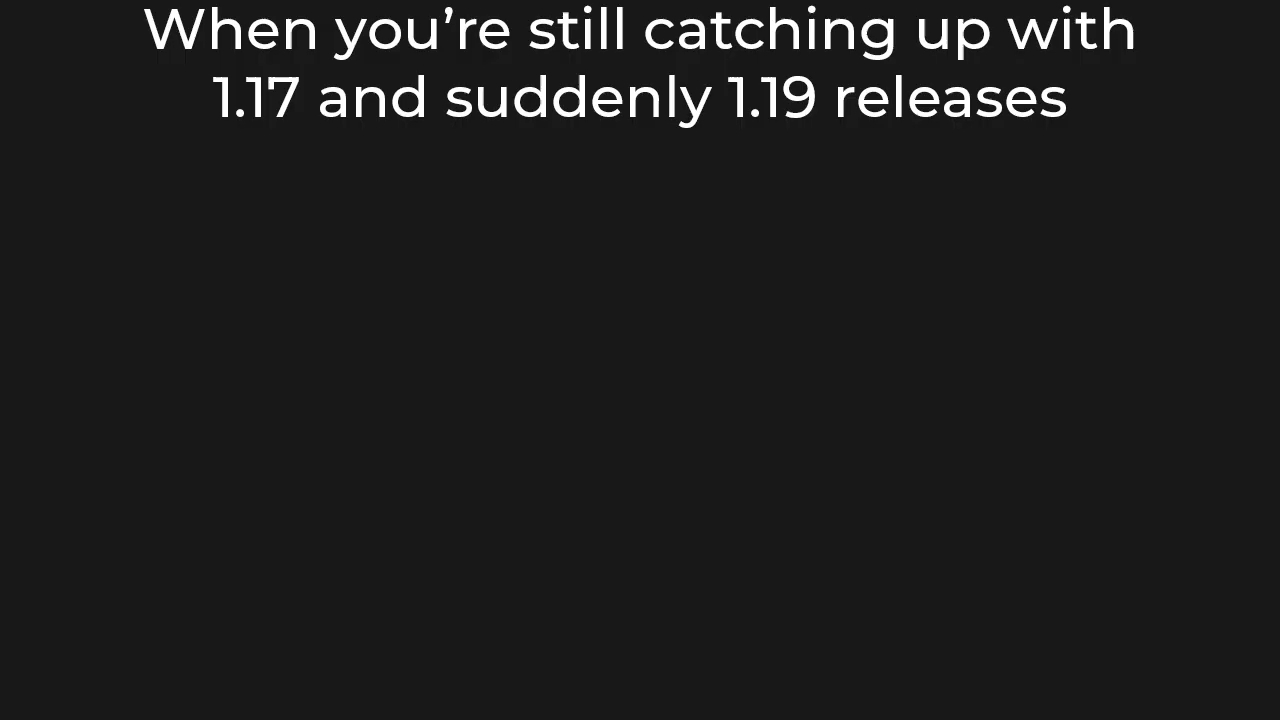 When you’re still catching up with
1.17 and suddenly 1.19 releases